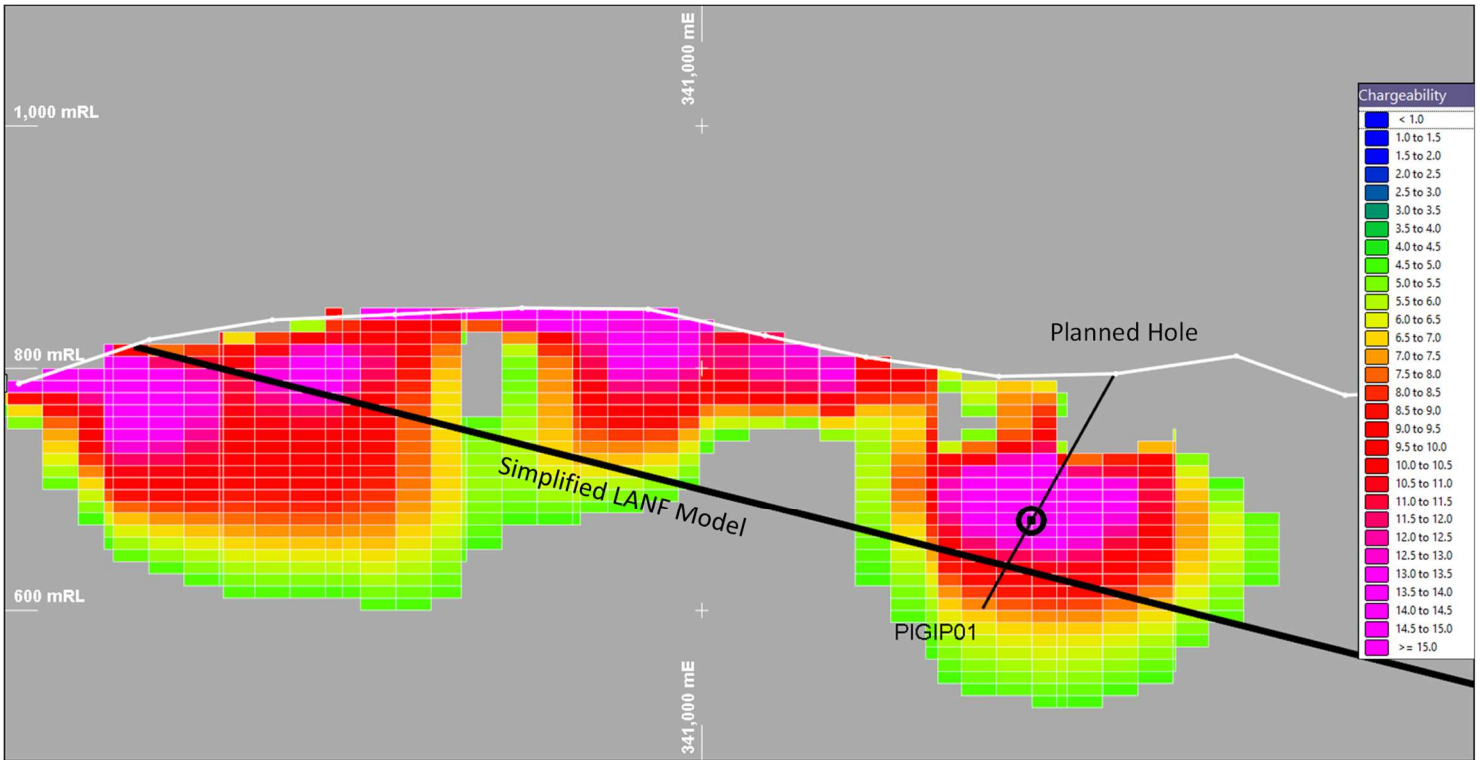 341,000 mE
1,000 mRL
Chargeability
< 1.0
1.0 to 1.5
1.5 to 2.0
2.0 to 2.5
2.5 to 3.0
3.0 to 3.5
3.5 to 4.0
4.0 to 4.5
4.5 to 5.0
5.0 to 5.5
5.5 to 6.0
6.0 to 6.5
6.5 to 7.0
7.0 to 7.5
7.5 to 8.0
8.0 to 8.5
8.5 to 9.0
9.0 to 9.5
9.5 to 10.0
10.0 to 10.5
10.5 to 11.0
11.0 to 11.5
11.5 to 12.0
12.0 to 12.5
12.5 to 13.0
13.0 to 13.5
13.5 to 14.0
14.0 to 14.5
14.5 to 15.0
>= 15.0
Planned Hole
800 mRL
Simplified LANF Model
600 mRL
PIGIP01
341,000 mE